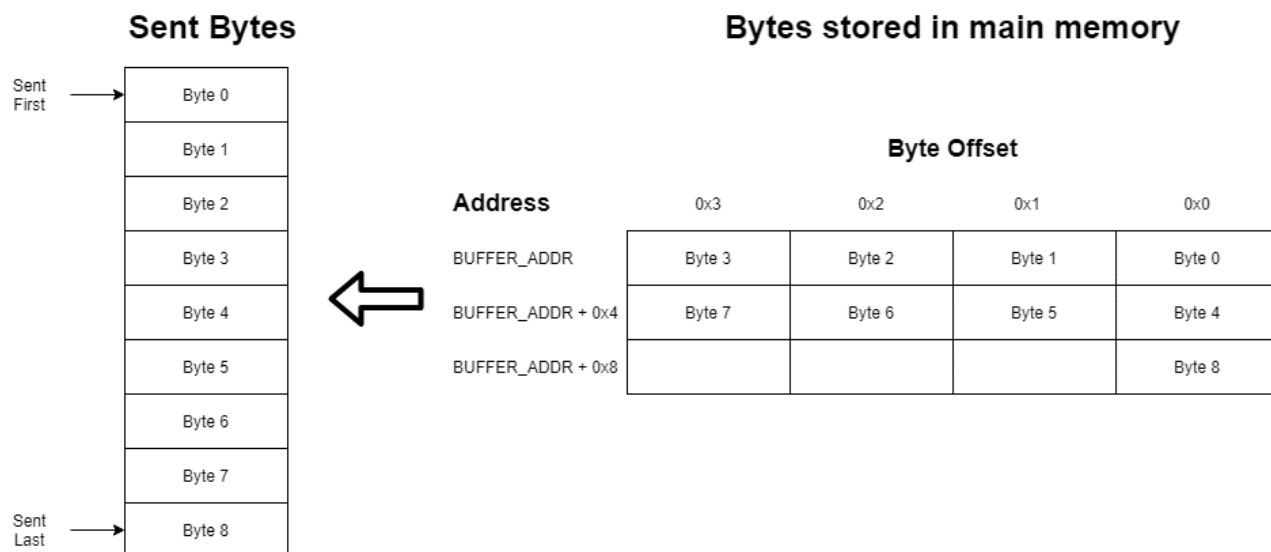 Sent Bytes
Bytes stored in main memory
Sent
First
Byte 0
Byte 1
Byte 2
Byte 3
Byte 4
Byte 5
Byte 6
Byte 7
Sent
Last
Byte 8
Byte Offset
Address 0x3 0x2 0x1 0x0
BUFFER_ADDR Byte 3 Byte 2 Byte 1 Byte 0
BUFFER_ADDR + 0x4 Byte 7 Byte 6 Byte 5 Byte 4
BUFFER_ADDR + 0x8 Byte 8